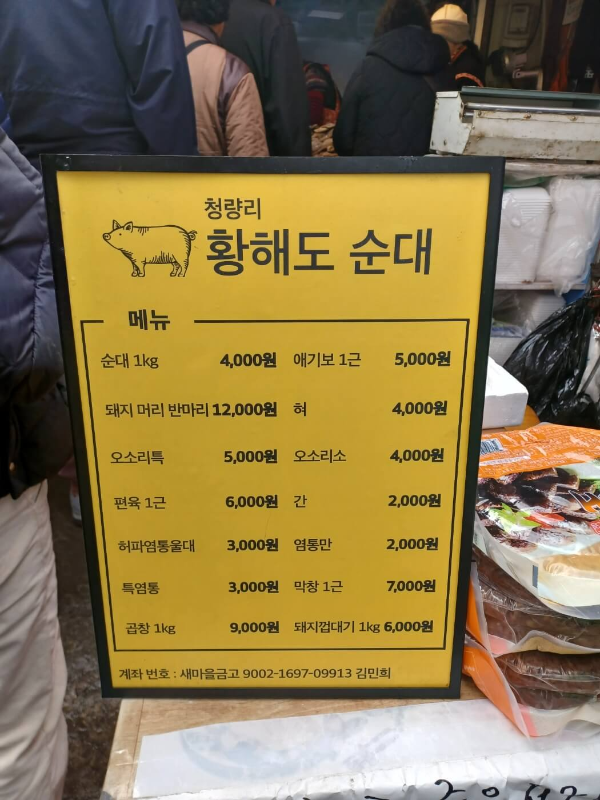 청량리
황해도 순대
메뉴
순대 1kg 4,000원 애기보 1근 5,000원
돼지 머리 반마리 12,000원 혀 4,000원
오소리특 5,000원 오소리소 4,000원
편육 1근 6,000원 간 2,000원
허파염통울대 3,000원 염통만 2,000원
특염통 3,000원 막창 1근 7,000원
곱창 1kg 9,000원 돼지껍대기 1kg 6,000원
계좌 번호 : 새마을금고 9002-1697-09913 김민희